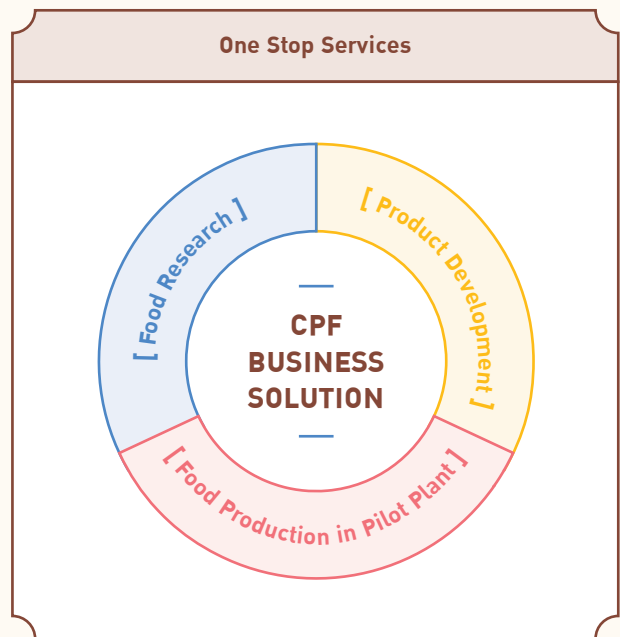 One Stop Services
[ Food Research ]
[ Product Development ]
CPF
BUSINESS
SOLUTION
[ Food Production in Pilot Plant ]